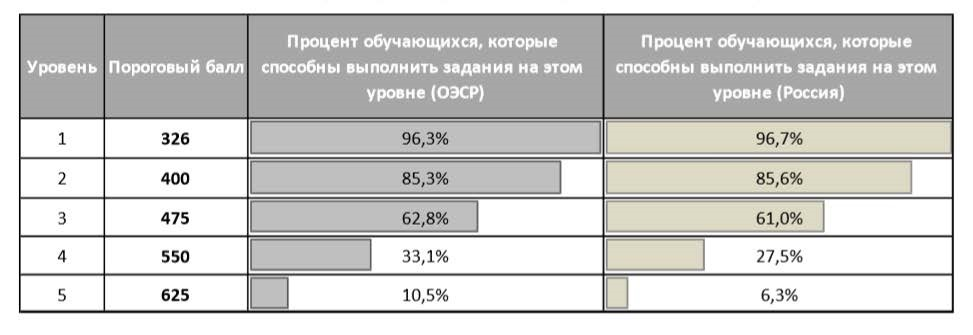 Уровень
Пороговый балл
Процент обучающихся, которые
способны выполнить задания на этом
уровне (ОЭСР)
Процент обучающихся, которые
способны выполнить задания на этом
уровне (Россия)
1 326 96,3% 96,7%
2 400 85,3% 85,6%
3 475 62,8% 61,0%
4 550 33,1% 27,5%
5 625 10,5% 6,3%